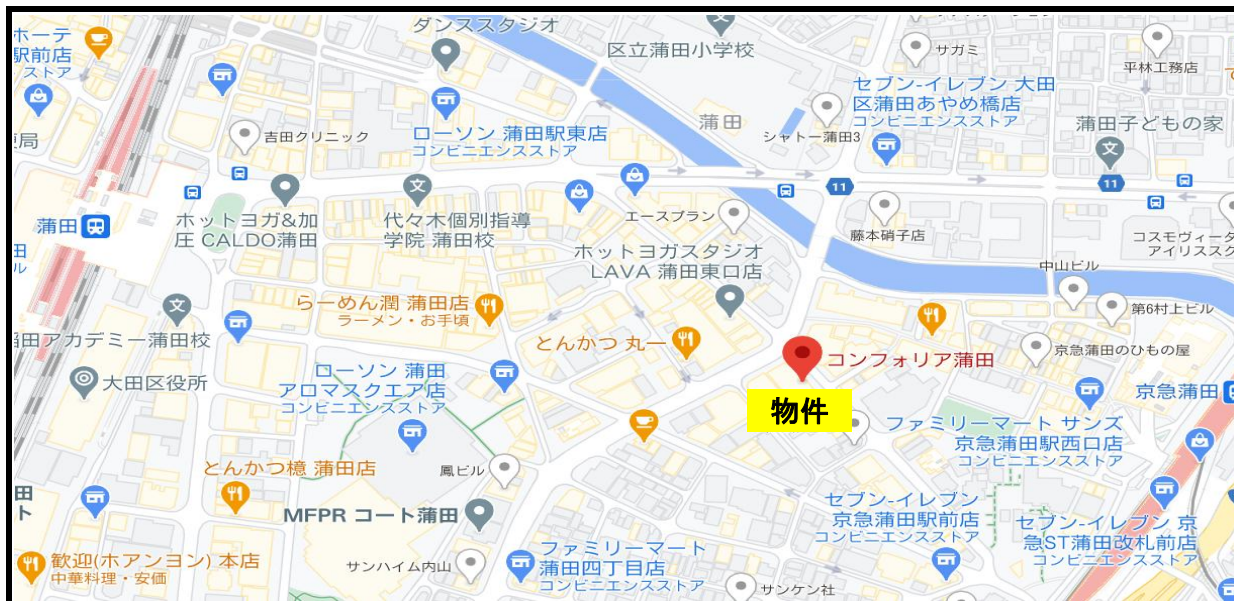 ホーテ
駅前店
ストア
ダンススタジオ
区立蒲田小学校
サガミ
平林工務店
セブン-イレブン 大田
区蒲田あやめ橋店
コンビニエンスストア
蒲田
シャトー蒲田3
蒲田子どもの家
吉田クリニック
局
ローソン 蒲田駅東店
コンビニエンスストア
11
11
蒲田
田
ル
ホットヨガ&加
圧 CALDO蒲田
代々木個別指導
学院 蒲田校
エースプラン
藤本硝子店
コスモヴィータ
アイリススク
ホットヨガスタジオ
LAVA 蒲田東口店
中山ビル
第6村上ビル
らーめん潤 蒲田店
ラーメン・お手頃
稲田アカデミー蒲田校
とんかつ 丸一
コンフォリア蒲田
京急蒲田のひもの屋
大田区役所
ローソン 蒲田
アロマスクエア店
コンビニエンスストア
物件
京急蒲田
ファミリーマート サンズ
京急蒲田駅西口店
コンビニエンスストア
とんかつ檍 蒲田店
鳳ビル
田
ト
MFPR コート蒲田
セブン-イレブン
京急蒲田駅前店
コンビニエンスストア
セブン-イレブン 京
急ST蒲田改札前店
コンビニエンスストア
歓迎(ホアンヨン) 本店
中華料理・安価
サンハイム内山
ファミリーマート
蒲田四丁目店
コンビニエンスストア
サンケン社